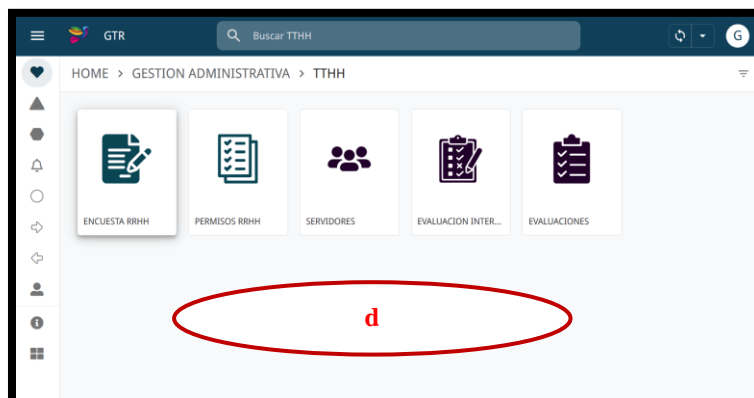 GTR
Buscar TTHH
G
HOME > GESTION ADMINISTRATIVA > TTHH
ENCUESTA RRHH
PERMISOS RRHH
SERVIDORES
EVALUACION INTER...
EVALUACIONES
d